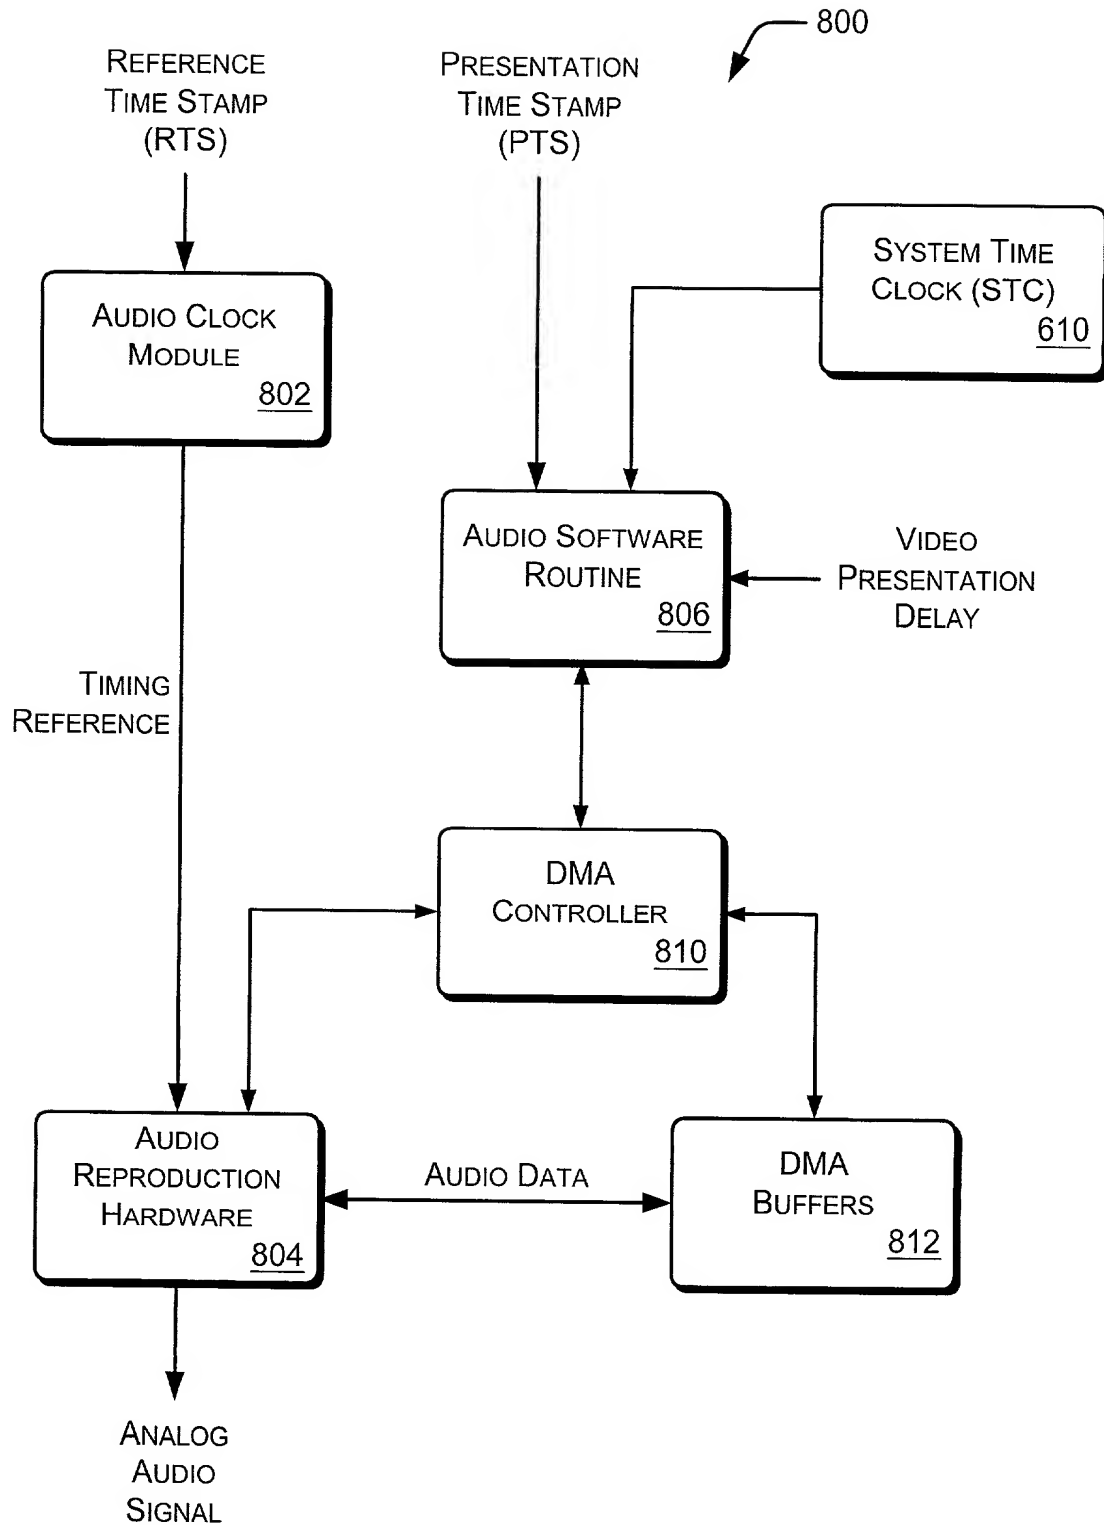 800
REFERENCE
TIME STAMP
(RTS)
PRESENTATION
TIME STAMP
(PTS)
SYSTEM TIME
CLOCK (STC)
610
AUDIO CLOCK
MODULE
802
AUDIO SOFTWARE
ROUTINE
806
VIDEO
PRESENTATION
DELAY
TIMING
REFERENCE
DMA
CONTROLLER
810
AUDIO
REPRODUCTION
HARDWARE
804
AUDIO DATA
DMA
BUFFERS
812
ANALOG
AUDIO
SIGNAL